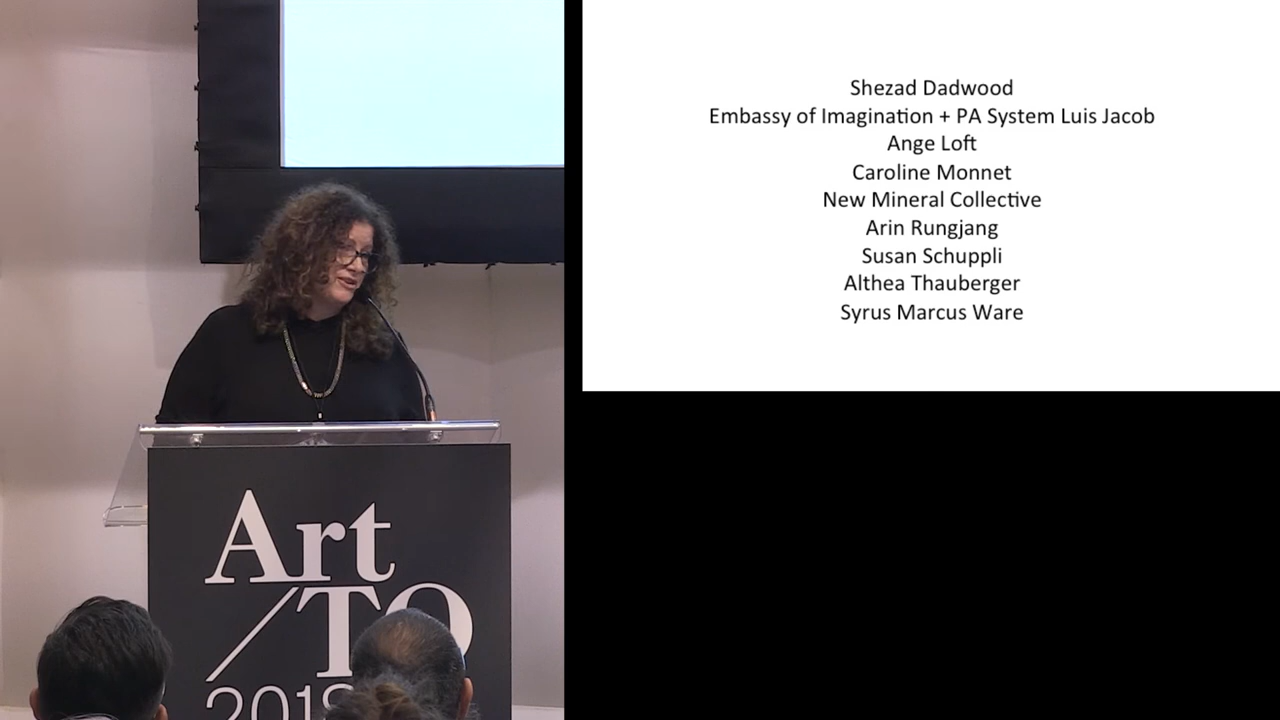 Shezad Dadwood
Embassy of Imagination + PA System Luis Jacob
Ange Loft
Caroline Monnet
New Mineral Collective
Arin Rungjang
Susan Schuppli
Althea Thauberger
Syrus Marcus Ware
Art
/TO